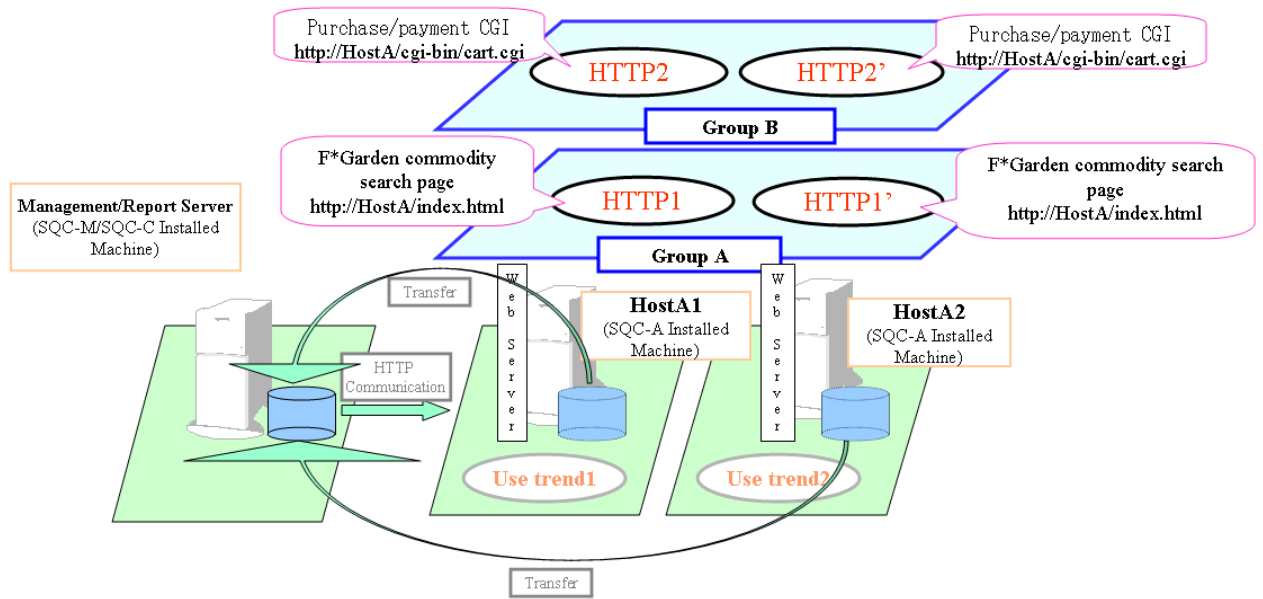 Purchase/payment CGI
http://HostA/cgi-bin/cart.cgi
Purchase/payment CGI
http://HostA/cgi-bin/cart.cgi
HTTP2
HTTP2’
Group B
F*Garden commodity
search page
http://HostA/index.html
F*Garden commodity search
page
http://HostA/index.html
HTTP1
HTTP1’
Group A
Management/Report Server
(SQC-M/SQC-C Installed
Machine)
Transfer
Web Server
HostA1
(SQC-A Installed
Machine)
Web Server
HostA2
(SQC-A Installed
Machine)
HTTP
Communication
Use trend1
Use trend2
Transfer